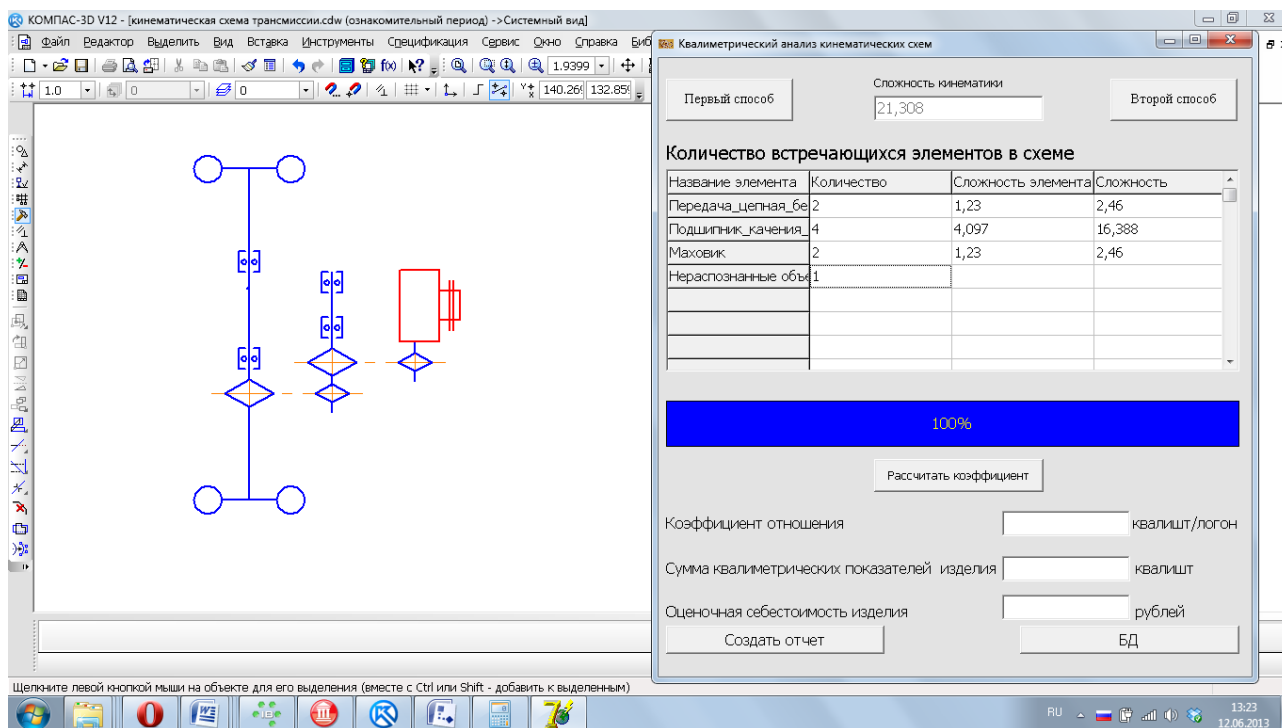 КОМПАС-3D V12 - [кинематическая схема трансмиссии.cdw (ознакомительный период) ->Системный вид]
Файл Редактор Выделить Вид Вставка Инструменты Спецификация Сервис Окно Справка Биб
1.9399
1.0 0 0 140.26 132.85
Квалиметрический анализ кинематических схем
Первый способ
Сложность кинематики
21,308
Второй способ
Количество встречающихся элементов в схеме
Название элемента Количество Сложность элемента Сложность
Передача_цепная_бе 2 1,23 2,46
Подшипник_качения_ 4 4,097 16,388
Маховик 2 1,23 2,46
Нераспознанные объе 1
100%
Рассчитать коэффициент
Коэффициент отношения квалишт/логон
Сумма квалиметрических показателей изделия квалишт
Оценочная себестоимость изделия рублей
Создать отчет БД
Щелкните левой кнопкой мыши на объекте для его выделения (вместе с Ctrl или Shift - добавить к выделенным)
RU 13:23
12.06.2013